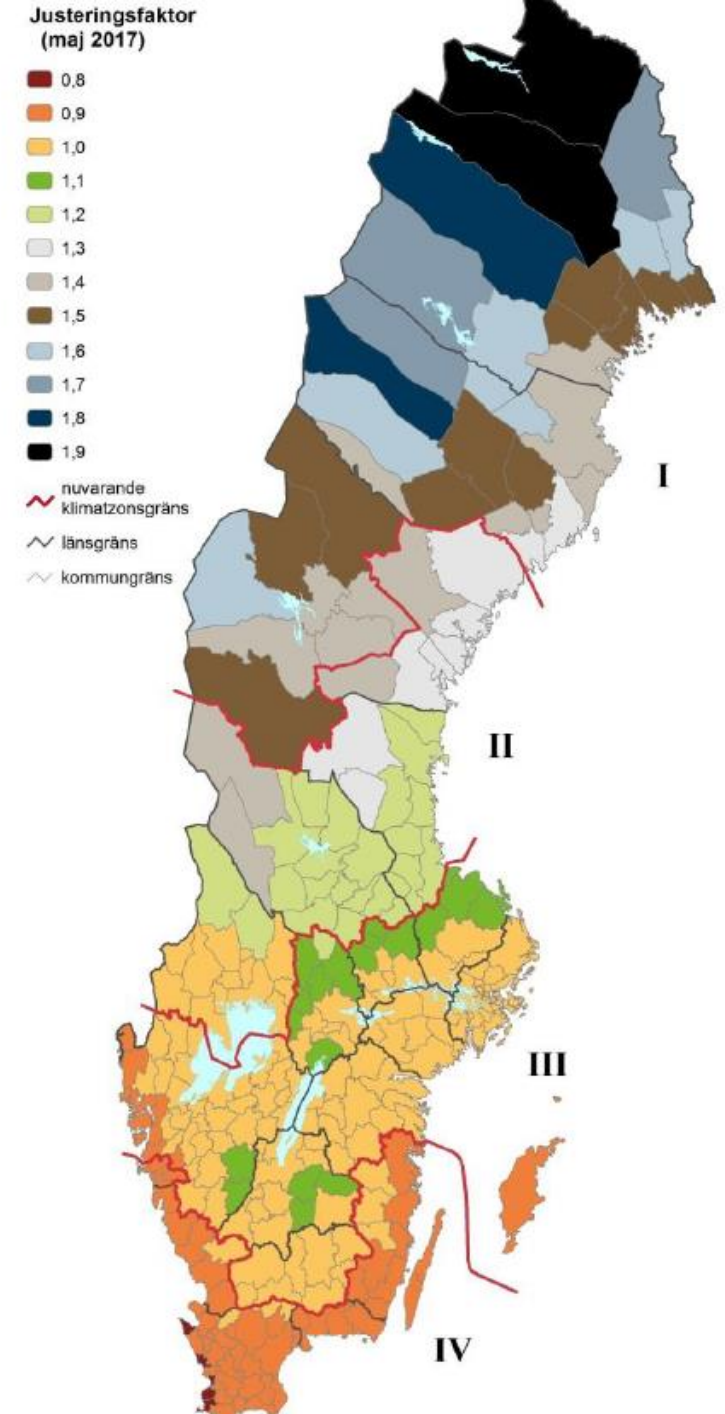 Justeringsfaktor
(maj 2017)
0,8
0,9
1,0
1,1
1,2
1,3
1,4
1,5
1,6
1,7
1,8
1,9
nuvarande
klimatzonsgräns
länsgräns
kommungräns
I
II
III
IV